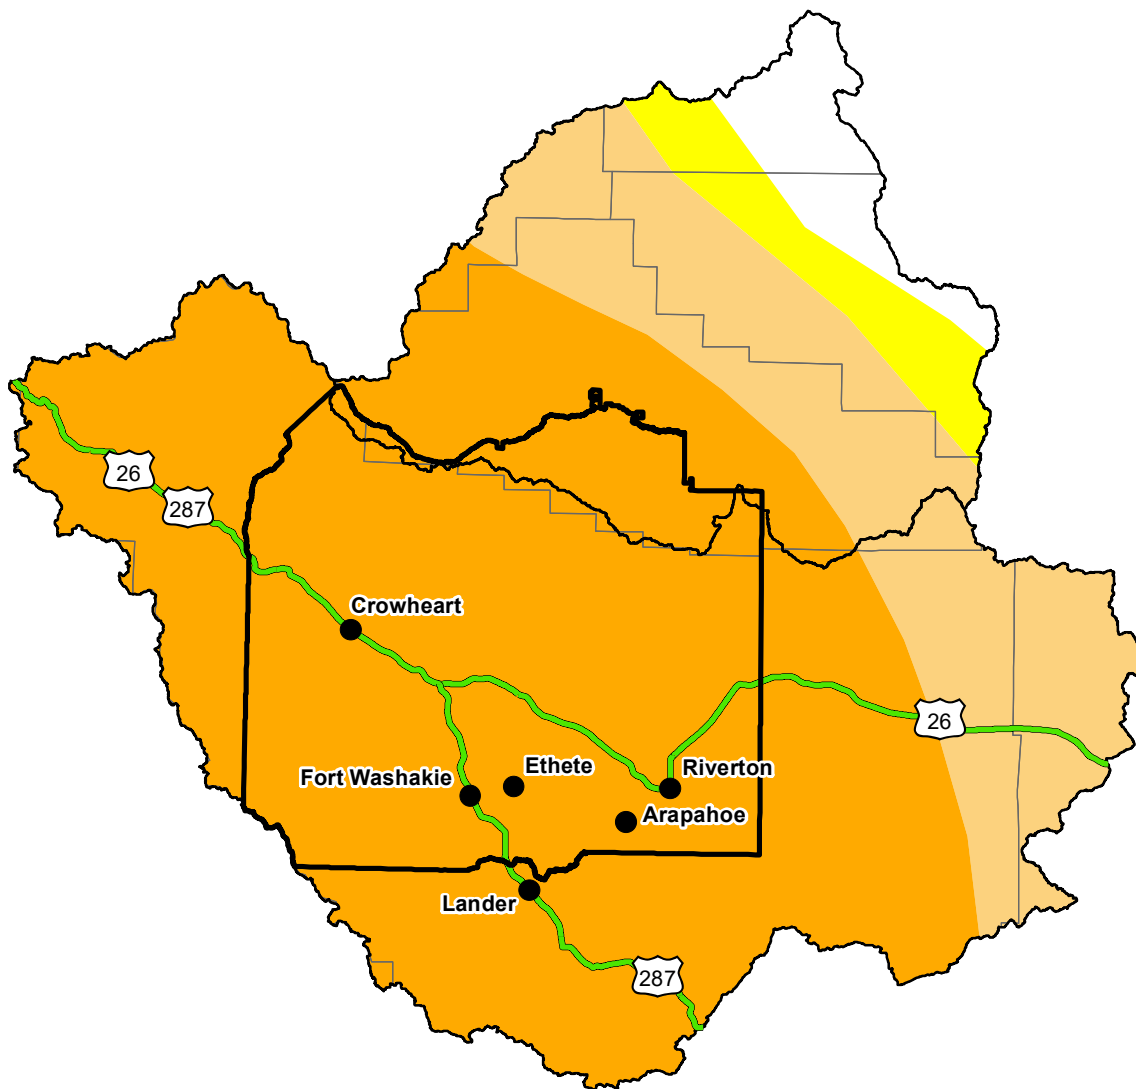 26
287
Crowheart
26
Ethete
Riverton
Fort Washakie
Arapahoe
Lander
287